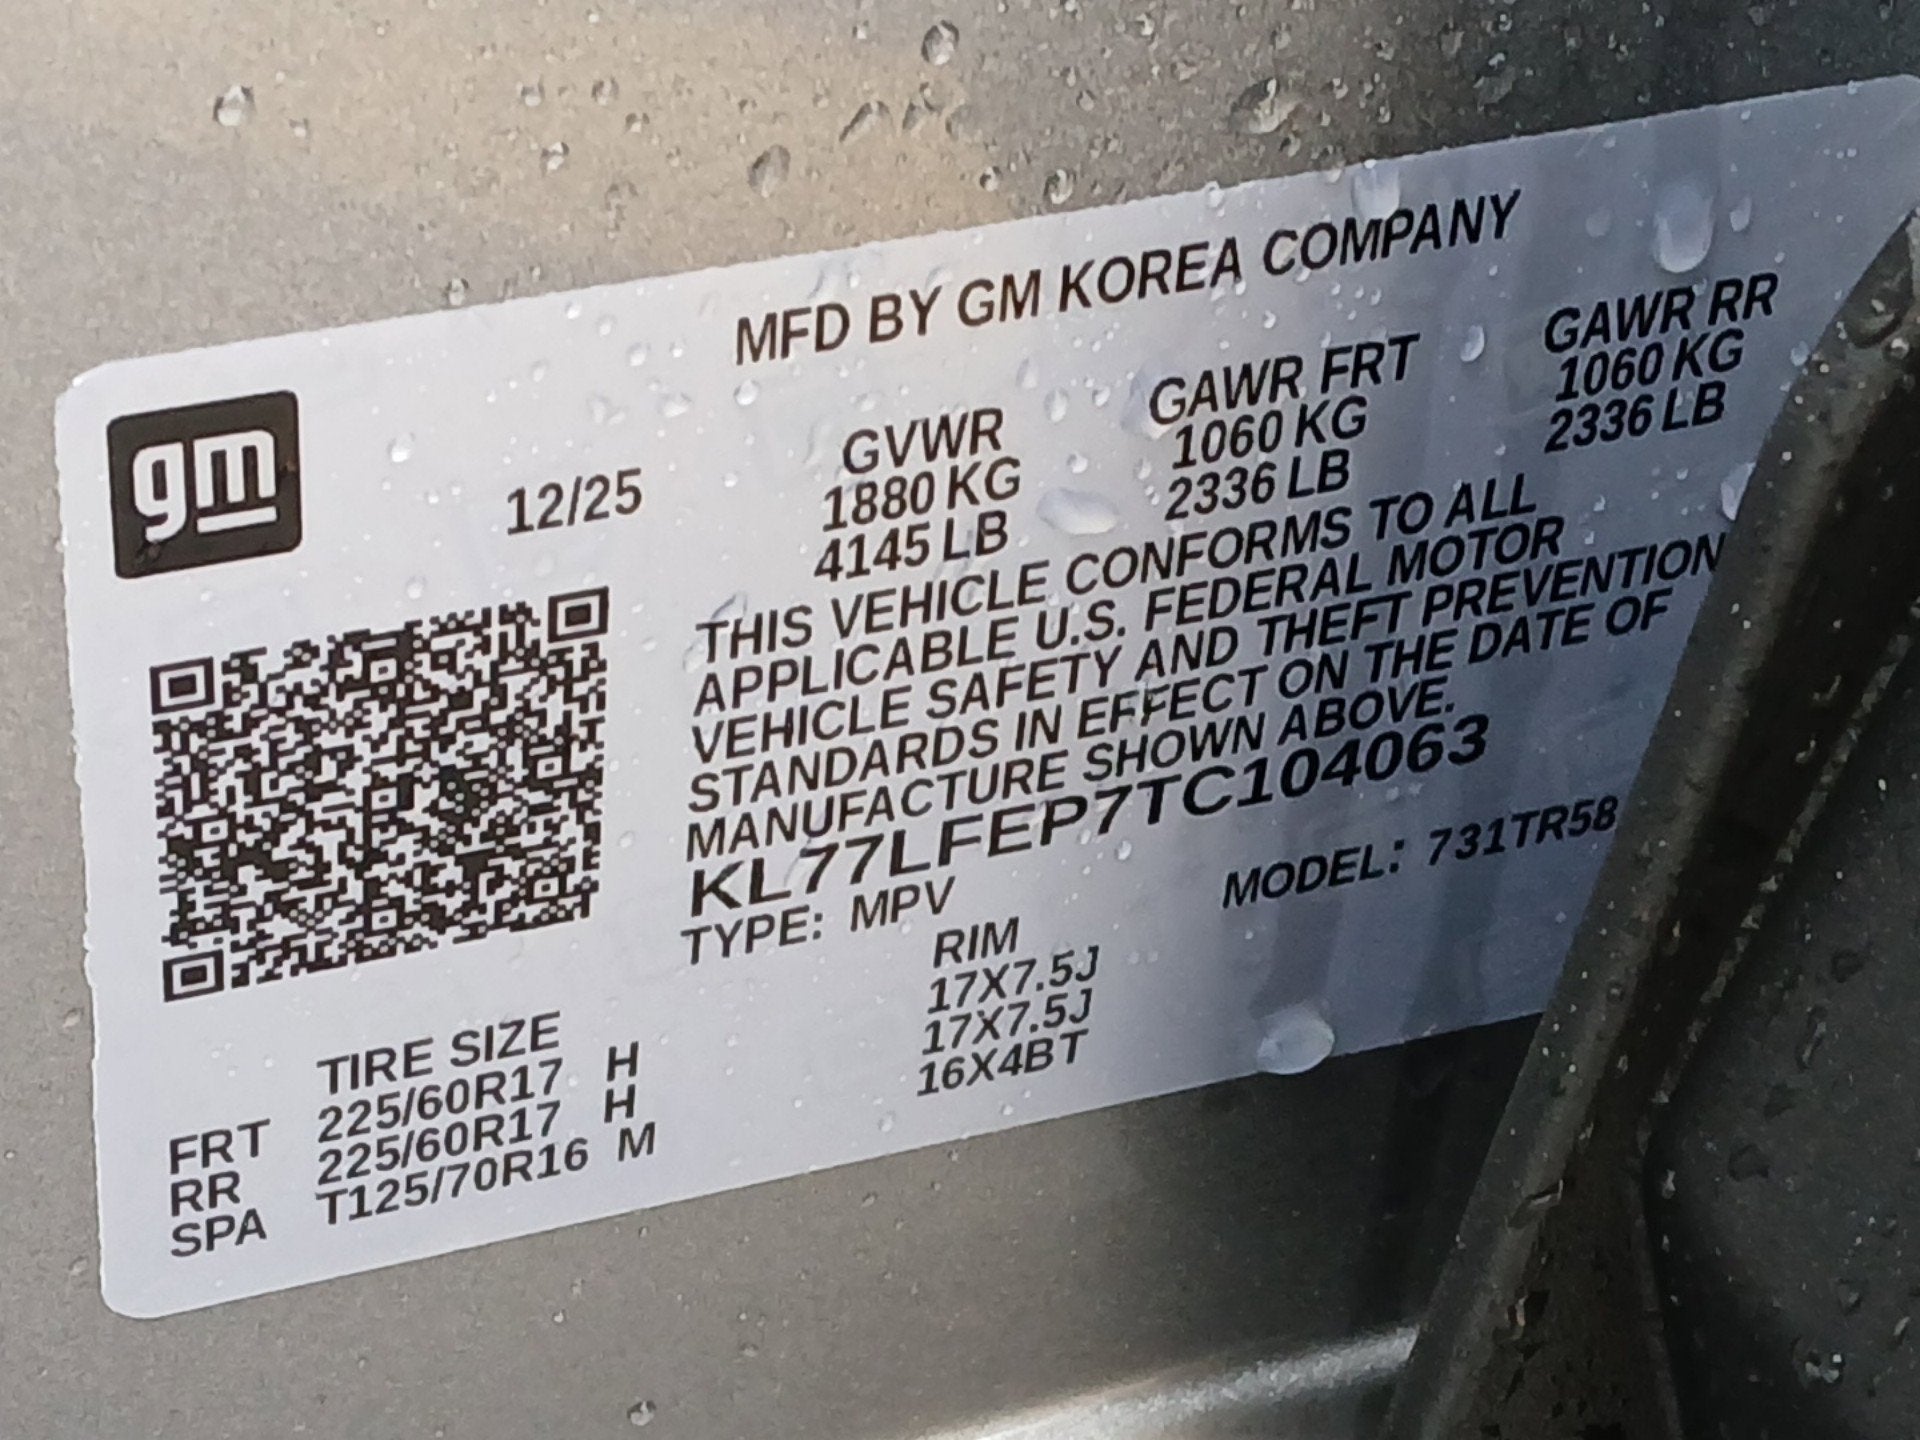 MFD BY GM KOREA COMPANY
gm
12/25
GVWR GAWR FRT GAWR RR
1880 KG 1060 KG 1060 KG
4145 LB 2336 LB 2336 LB
THIS VEHICLE CONFORMS TO ALL
APPLICABLE U.S. FEDERAL MOTOR
VEHICLE SAFETY AND THEFT PREVENTION
STANDARDS IN EFFECT ON THE DATE OF
MANUFACTURE SHOWN ABOVE.
KL77LFEP7TC104063
TYPE: MPV MODEL: 731TR58
TIRE SIZE RIM
FRT 225/60R17 H 17X7.5J
RR 225/60R17 H 17X7.5J
SPA T125/70R16 M 16X4BT